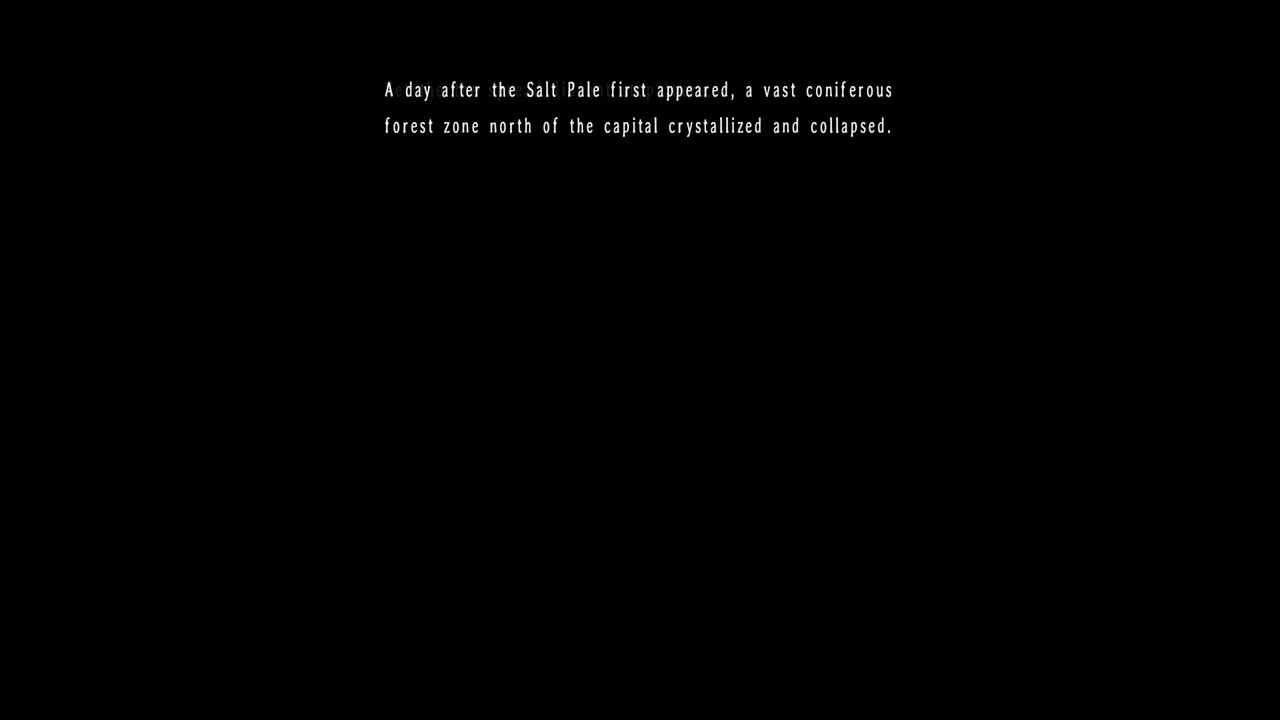 A day after the Salt Pale first appeared, a vast coniferous
forest zone north of the capital crystallized and collapsed.